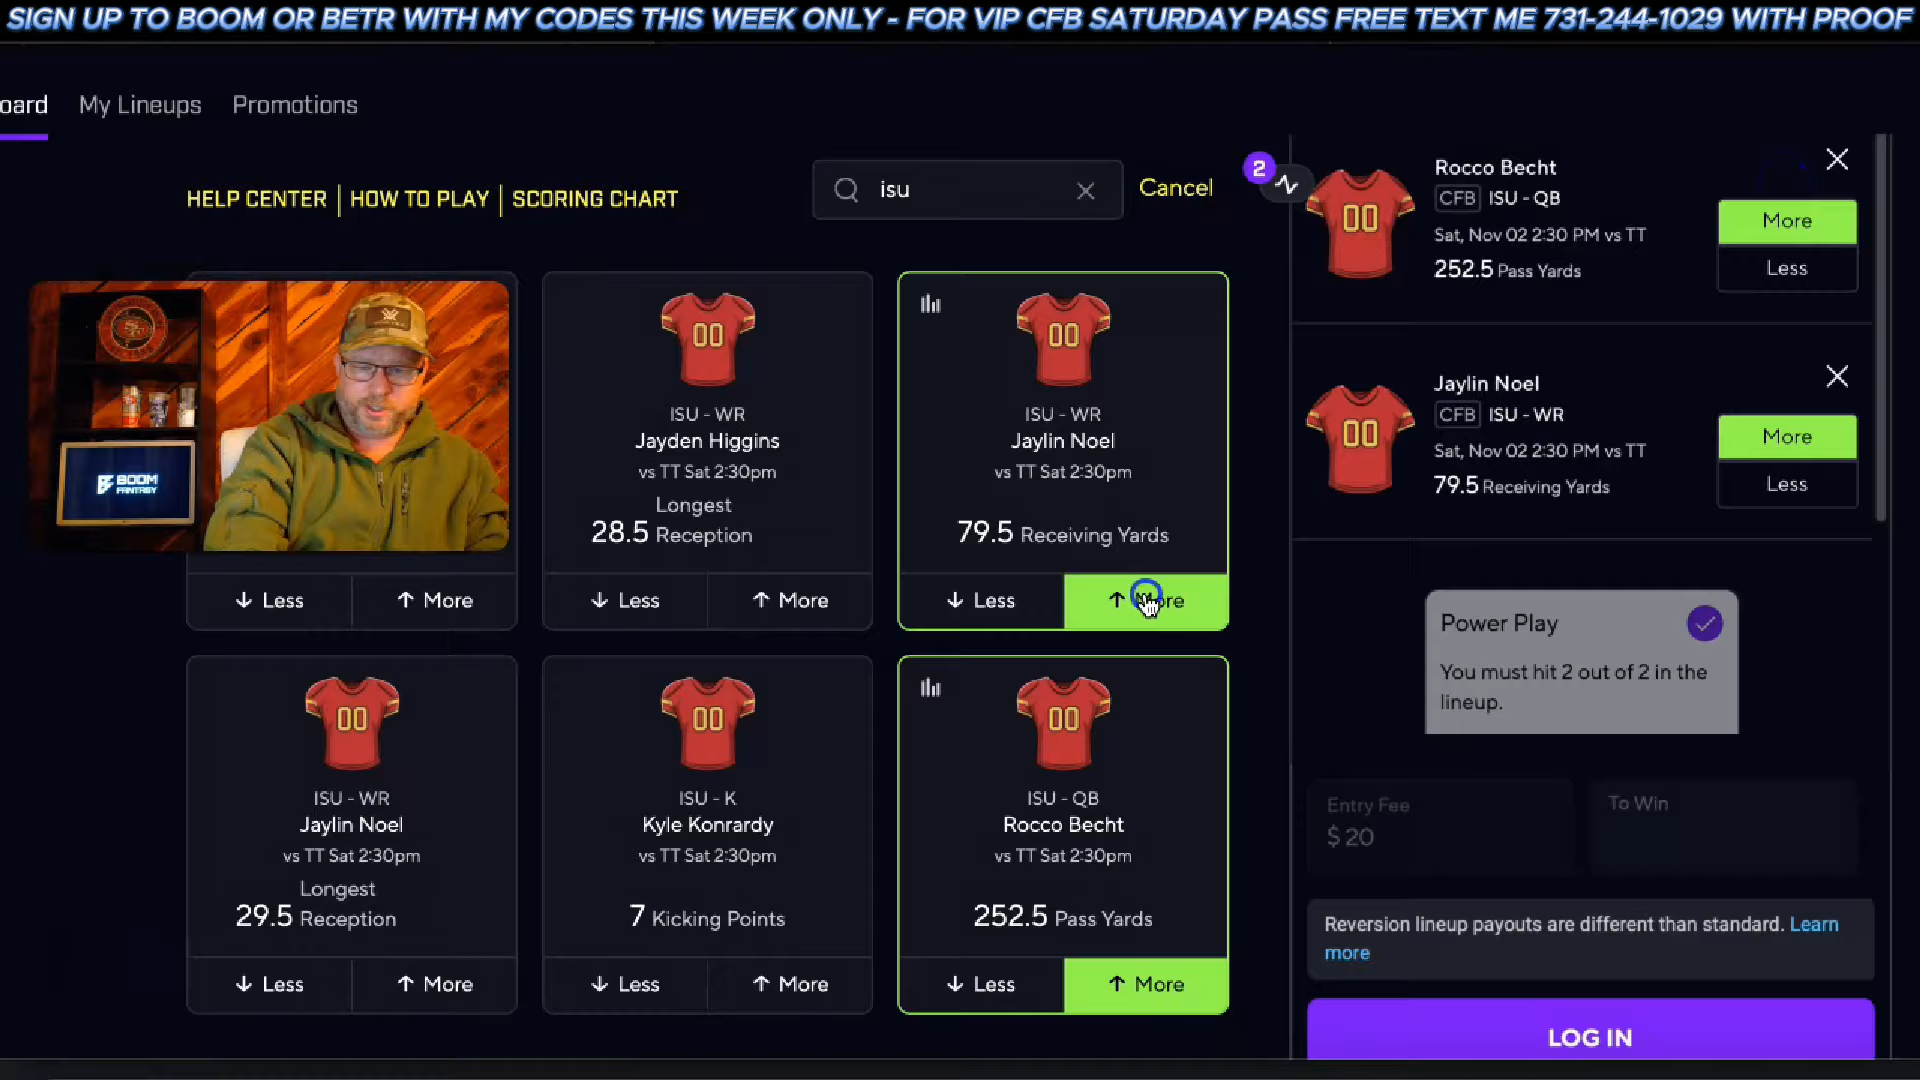 SIGN UP TO BOOM OR BETR WITH MY CODES THIS WEEK ONLY - FOR VIP CFB SATURDAY PASS FREE TEXT ME 731-244-1029 WITH PROOF
oard My Lineups Promotions
HELP CENTER | HOW TO PLAY | SCORING CHART
isu
Cancel
2
BOOM
FANTASY
↓ Less ↑ More
00
ISU - WR
Jayden Higgins
vs TT Sat 2:30pm
Longest
28.5 Reception
↓ Less ↑ More
00
ISU - WR
Jaylin Noel
vs TT Sat 2:30pm
79.5 Receiving Yards
↓ Less ↑ More
00
ISU - WR
Jaylin Noel
vs TT Sat 2:30pm
Longest
29.5 Reception
↓ Less ↑ More
00
ISU - K
Kyle Konrardy
vs TT Sat 2:30pm
7 Kicking Points
↓ Less ↑ More
00
ISU - QB
Rocco Becht
vs TT Sat 2:30pm
252.5 Pass Yards
↓ Less ↑ More
00
Rocco Becht
CFB ISU - QB
Sat, Nov 02 2:30 PM vs TT
252.5 Pass Yards
More
Less
00
Jaylin Noel
CFB ISU - WR
Sat, Nov 02 2:30 PM vs TT
79.5 Receiving Yards
More
Less
Power Play
You must hit 2 out of 2 in the
lineup.
Entry Fee
$ 20
To Win
Reversion lineup payouts are different than standard. Learn
more
LOG IN